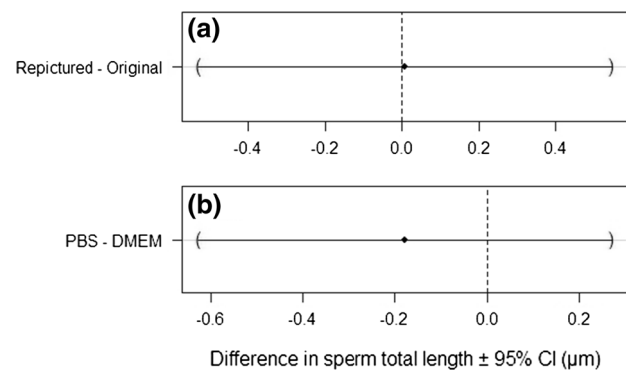 (a)
Repictured - Original
-0.4 -0.2 0.0 0.2 0.4
(b)
PBS - DMEM
-0.6 -0.4 -0.2 0.0 0.2
Difference in sperm total length ± 95% CI (µm)